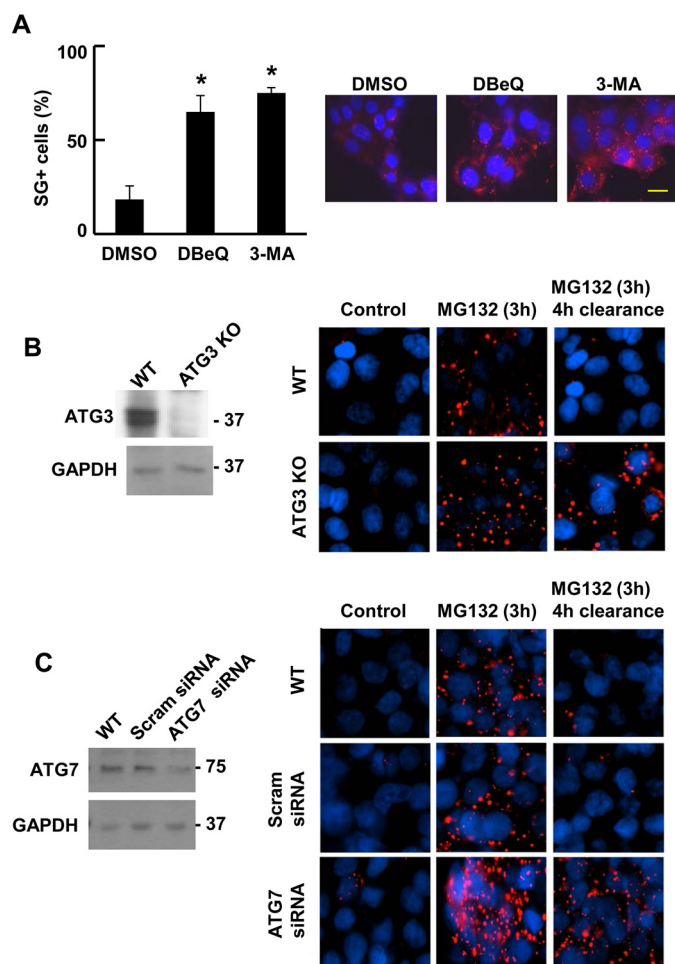 A
100
50
0
SG+ cells (%)
*
*
DMSO DBeQ 3-MA
DMSO DBeQ 3-MA
B
WT
ATG3 KO
ATG3
- 37
GAPDH
- 37
Control
MG132 (3h)
MG132 (3h)
4h clearance
WT
ATG3 KO
C
WT
Scram siRNA
ATG7 siRNA
ATG7
- 75
GAPDH
- 37
Control
MG132 (3h)
MG132 (3h)
4h clearance
WT
Scram
siRNA
ATG7
siRNA